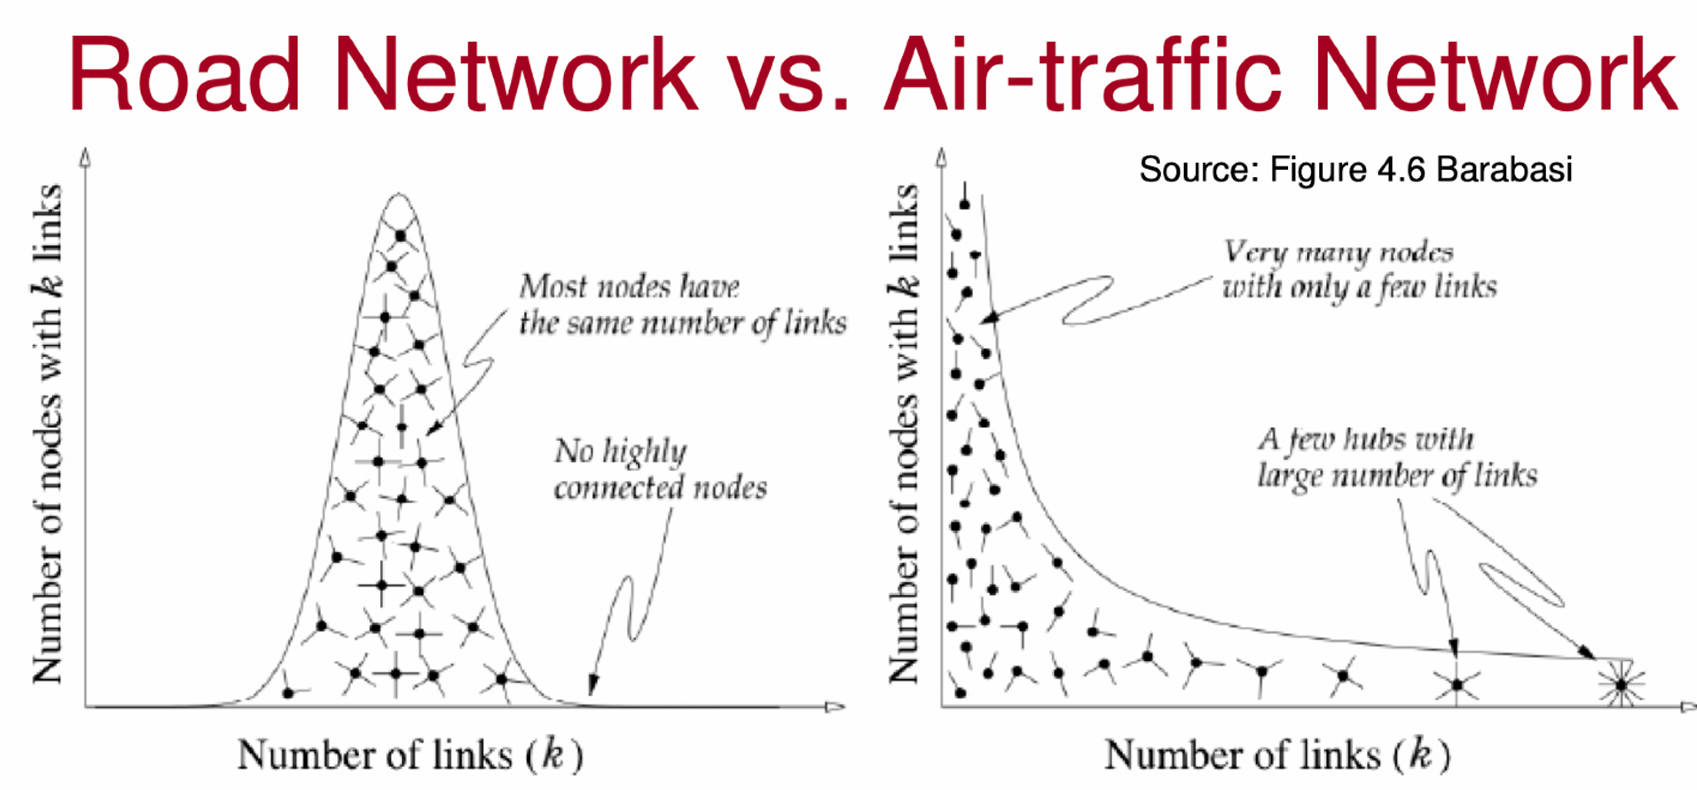 Road Network vs. Air-traffic Network
Number of nodes with k links
Most nodes have
the same number of links
No highly
connected nodes
Number of links (k)
Source: Figure 4.6 Barabasi
Number of nodes with k links
Very many nodes
with only a few links
A few hubs with
large number of links
Number of links (k)